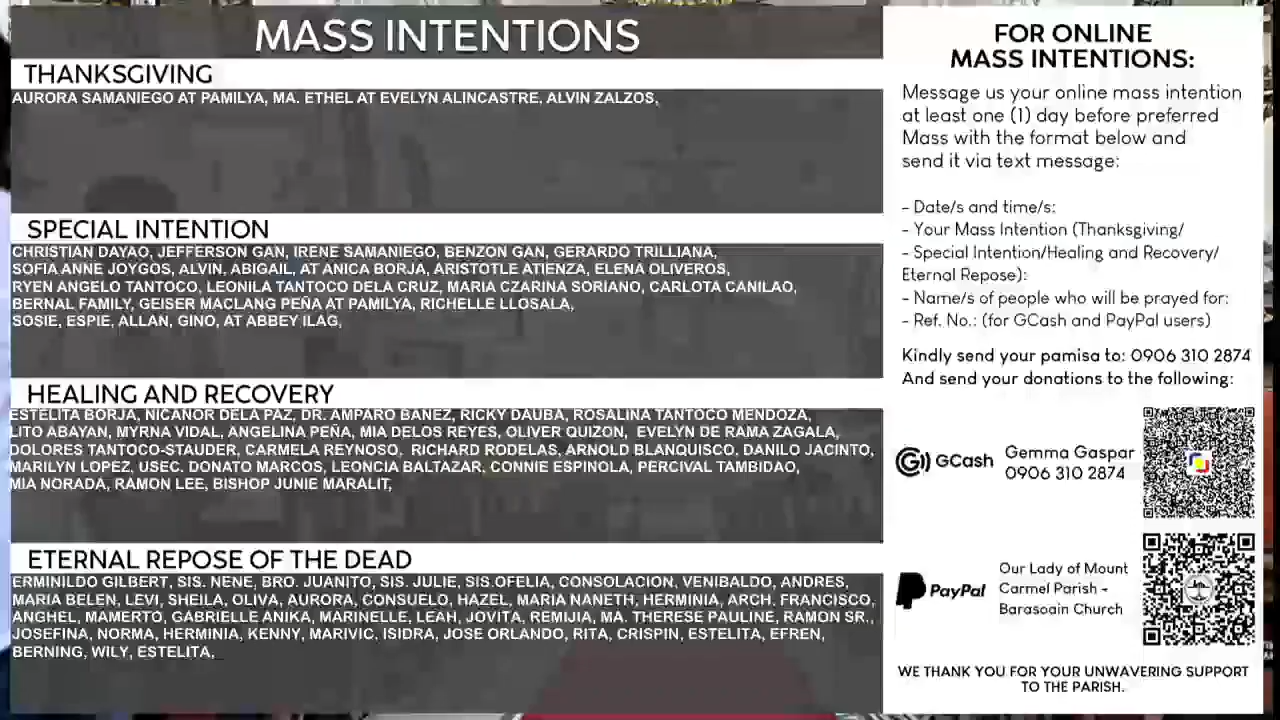 MASS INTENTIONS
THANKSGIVING
AURORA SAMANIEGO AT PAMILYA, MA. ETHEL AT EVELYN ALINCASTRE, ALVIN ZALZOS,
SPECIAL INTENTION
CHRISTIAN DAYAO, JEFFERSON GAN, IRENE SAMANIEGO, BENZON GAN, GERARDO TRILLIANA,
SOFIA ANNE JOYGOS, ALVIN, ABIGAIL, AT ANICA BORJA, ARISTOTLE ATIENZA, ELENA OLIVEROS,
RYEN ANGELO TANTOCO, LEONILA TANTOCO DELA CRUZ, MARIA CZARINA SORIANO, CARLOTA CANILAO,
BERNAL FAMILY, GEISER MACLANG PEÑA AT PAMILYA, RICHELLE LLOSALA,
SOSIE, ESPIE, ALLAN, GINO, AT ABBEY ILAG,
HEALING AND RECOVERY
ESTELITA BORJA, NICANOR DELA PAZ, DR. AMPARO BANEZ, RICKY DAUBA, ROSALINA TANTOCO MENDOZA,
LITO ABAYAN, MYRNA VIDAL, ANGELINA PEÑA, MIA DELOS REYES, OLIVER QUIZON, EVELYN DE RAMA ZAGALA,
DOLORES TANTOCO-STAUDER, CARMELA REYNOSO, RICHARD RODELAS, ARNOLD BLANQUISCO, DANILO JACINTO,
MARILYN LOPEZ, USEC. DONATO MARCOS, LEONCIA BALTAZAR, CONNIE ESPINOLA, PERCIVAL TAMBIDAO,
MIA NORADA, RAMON LEE, BISHOP JUNIE MARALIT,
ETERNAL REPOSE OF THE DEAD
ERMINILDO GILBERT, SIS. NENE, BRO. JUANITO, SIS. JULIE, SIS.OFELIA, CONSOLACION, VENIBALDO, ANDRES,
MARIA BELEN, LEVI, SHEILA, OLIVA, AURORA, CONSUELO, HAZEL, MARIA NANETH, HERMINIA, ARCH. FRANCISCO,
ANGHEL, MAMERTO, GABRIELLE ANIKA, MARINELLE, LEAH, JOVITA, REMIJIA, MA. THERESE PAULINE, RAMON SR.,
JOSEFINA, NORMA, HERMINIA, KENNY, MARIVIC, ISIDRA, JOSE ORLANDO, RITA, CRISPIN, ESTELITA, EFREN,
BERNING, WILY, ESTELITA,
FOR ONLINE
MASS INTENTIONS:
Message us your online mass intention
at least one (1) day before preferred
Mass with the format below and
send it via text message:
- Date/s and time/s:
- Your Mass Intention (Thanksgiving/
- Special Intention/Healing and Recovery/
Eternal Repose):
- Name/s of people who will be prayed for:
- Ref. No.: (for GCash and PayPal users)
Kindly send your pamisa to: 0906 310 2874
And send your donations to the following:
GCash
Gemma Gaspar
0906 310 2874
PayPal
Our Lady of Mount
Carmel Parish -
Barasoain Church
WE THANK YOU FOR YOUR UNWAVERING SUPPORT
TO THE PARISH.